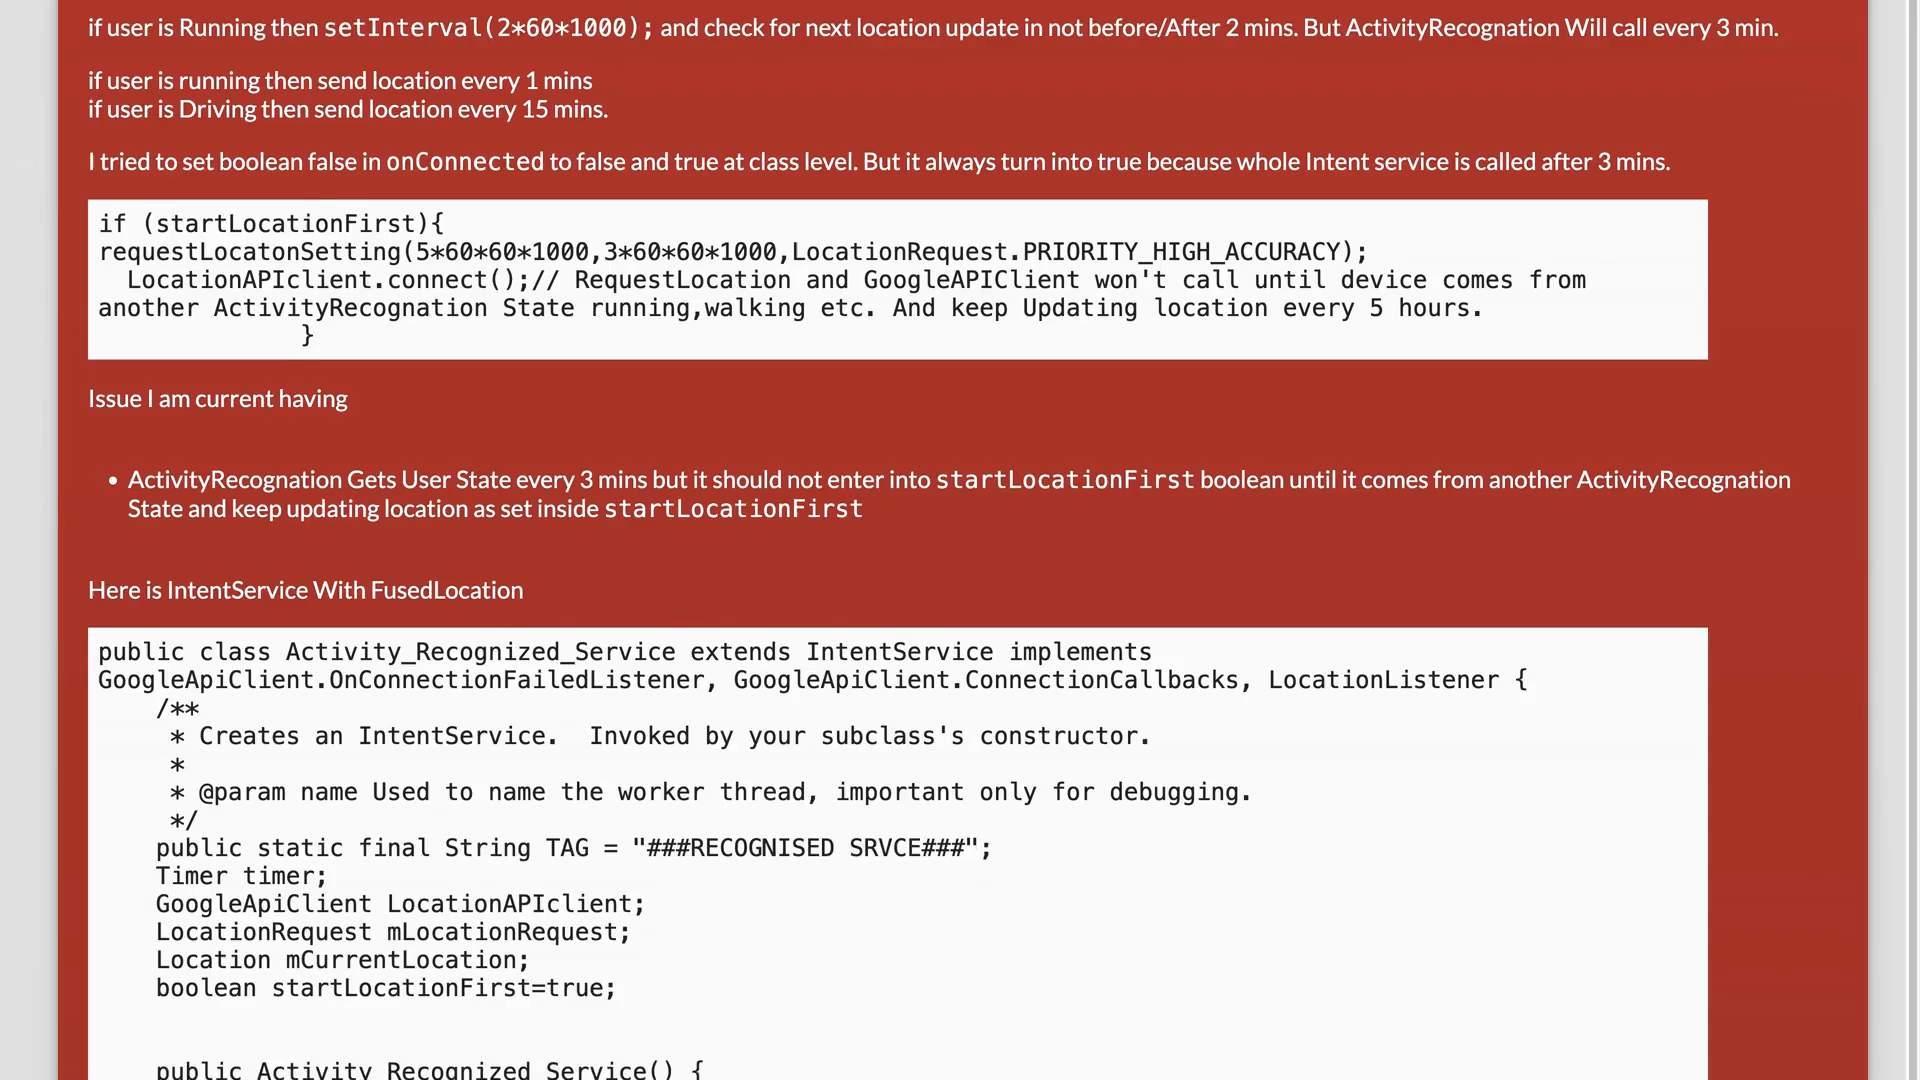 if user is Running then setInterval(2*60*1000); and check for next location update in not before/After 2 mins. But ActivityRecognation Will call every 3 min.
if user is running then send location every 1 mins
if user is Driving then send location every 15 mins.
I tried to set boolean false in onConnected to false and true at class level. But it always turn into true because whole Intent service is called after 3 mins.
if (startLocationFirst){
requestLocatonSetting(5*60*60*1000,3*60*60*1000,LocationRequest.PRIORITY_HIGH_ACCURACY);
  LocationAPIclient.connect();// RequestLocation and GoogleAPIClient won't call until device comes from
another ActivityRecognation State running,walking etc. And keep Updating location every 5 hours.
              }
Issue I am current having
• ActivityRecognation Gets User State every 3 mins but it should not enter into startLocationFirst boolean until it comes from another ActivityRecognation
State and keep updating location as set inside startLocationFirst
Here is IntentService With FusedLocation
public class Activity_Recognized_Service extends IntentService implements
GoogleApiClient.OnConnectionFailedListener, GoogleApiClient.ConnectionCallbacks, LocationListener {
    /**
     * Creates an IntentService.  Invoked by your subclass's constructor.
     *
     * @param name Used to name the worker thread, important only for debugging.
     */
    public static final String TAG = "###RECOGNISED SRVCE###";
    Timer timer;
    GoogleApiClient LocationAPIclient;
    LocationRequest mLocationRequest;
    Location mCurrentLocation;
    boolean startLocationFirst=true;
    public Activity_Recognized_Service() {